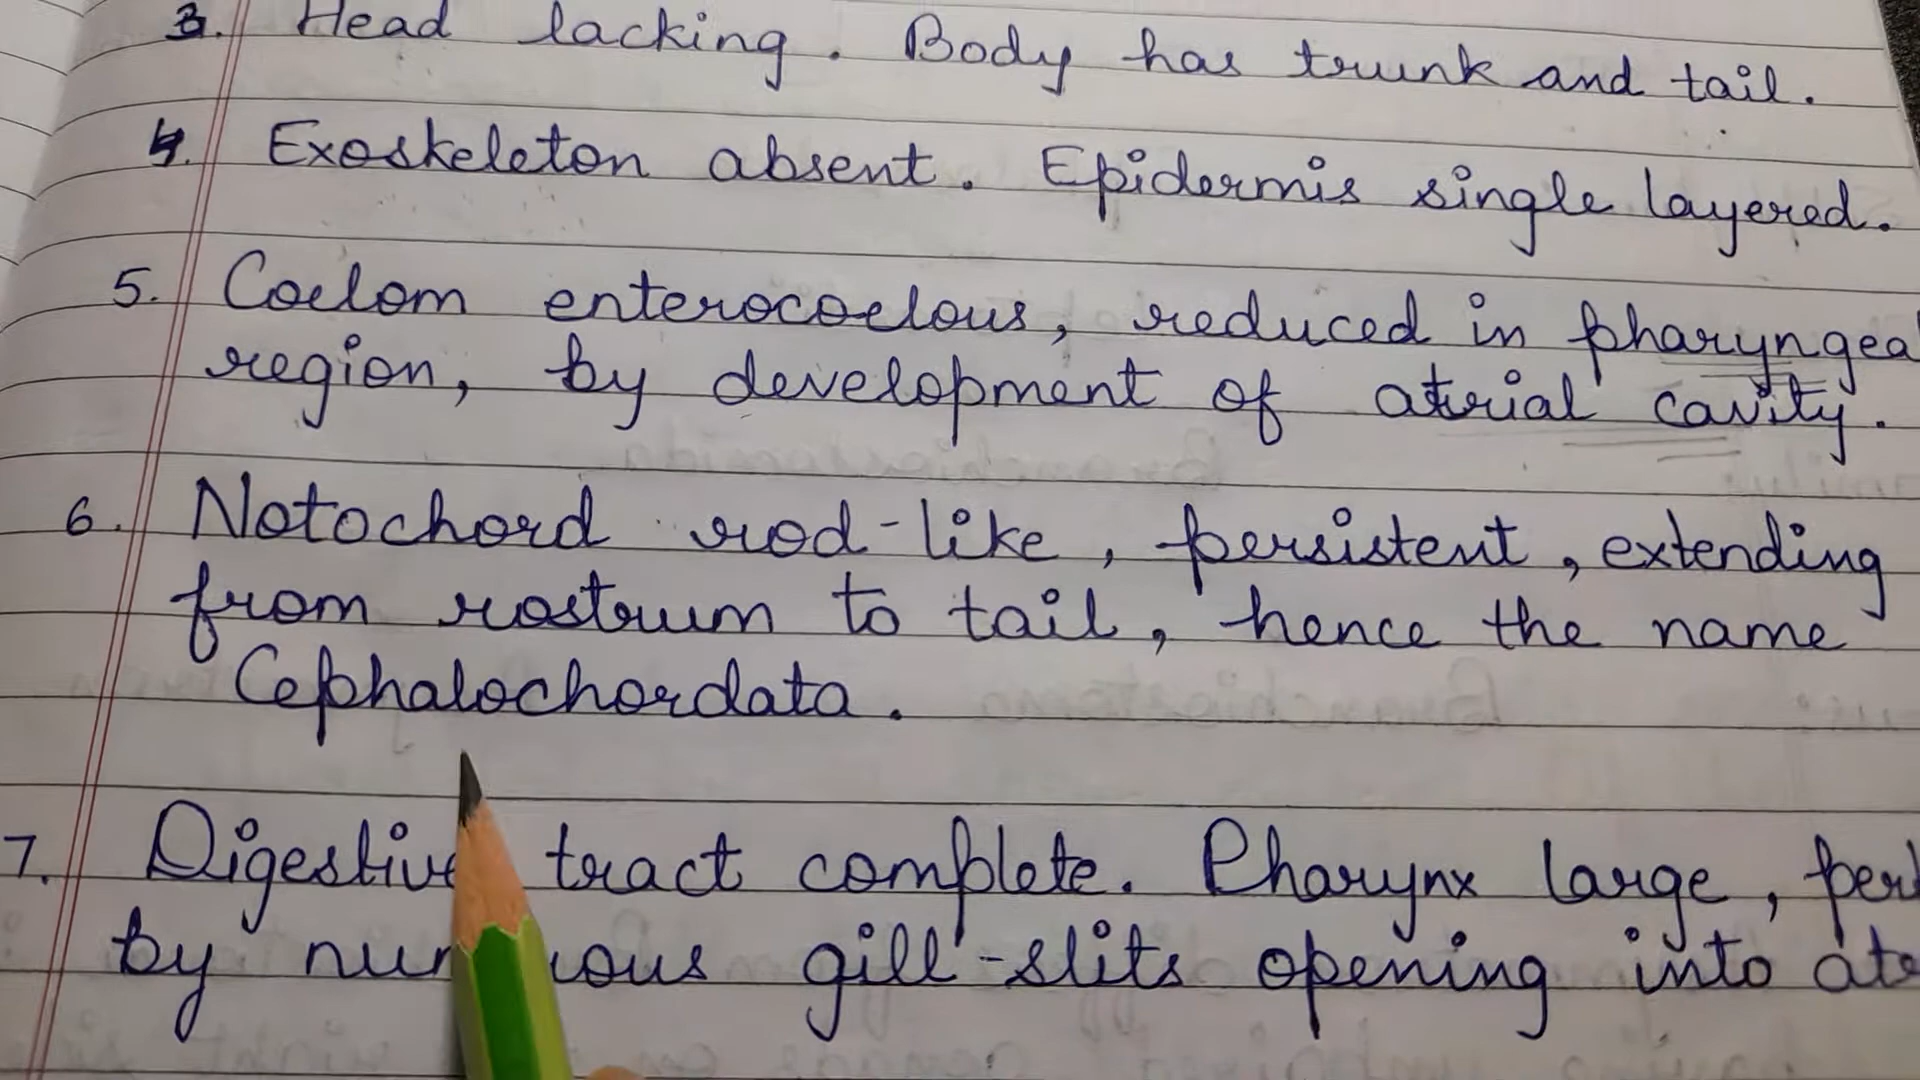 3. Head lacking. Body has trunk and tail.
4. Exoskeleton absent. Epidermis single layered.
5. Coelom enterocoelous, reduced in pharyngea
region, by development of atrial cavity.
6. Notochord rod-like, persistent, extending
from rostrum to tail, hence the name
Cephalochordata.
7. Digestive tract complete. Pharynx large,
by gill-slits opening into